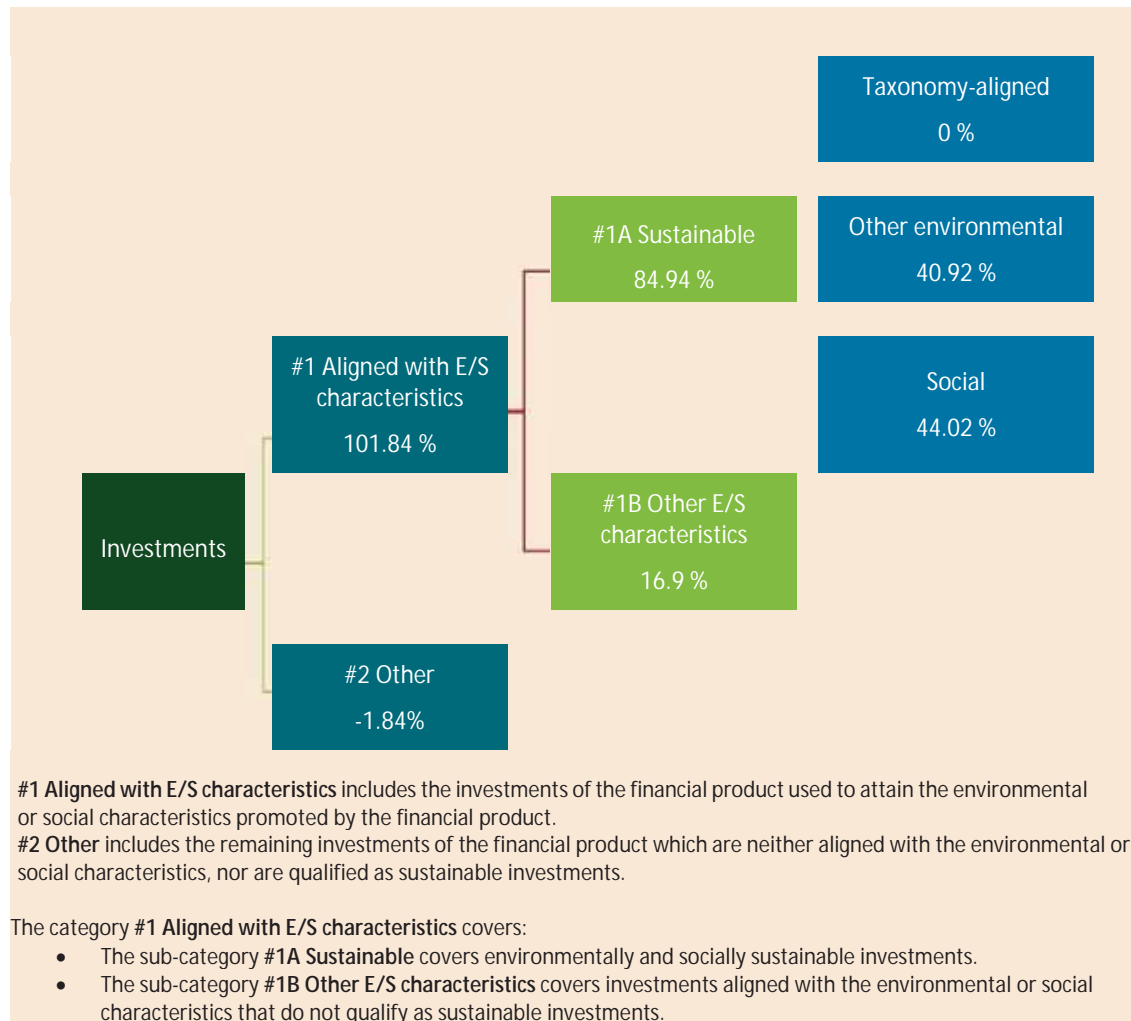 Taxonomy-aligned
0 %
#1A Sustainable
84.94 %
Other environmental
40.92 %
#1 Aligned with E/S
characteristics
101.84 %
Social
44.02 %
Investments
#1B Other E/S
characteristics
16.9 %
#2 Other
-1.84%
#1 Aligned with E/S characteristics includes the investments of the financial product used to attain the environmental
or social characteristics promoted by the financial product.
#2 Other includes the remaining investments of the financial product which are neither aligned with the environmental or
social characteristics, nor are qualified as sustainable investments.
The category #1 Aligned with E/S characteristics covers:
• The sub-category #1A Sustainable covers environmentally and socially sustainable investments.
• The sub-category #1B Other E/S characteristics covers investments aligned with the environmental or social
characteristics that do not qualify as sustainable investments.